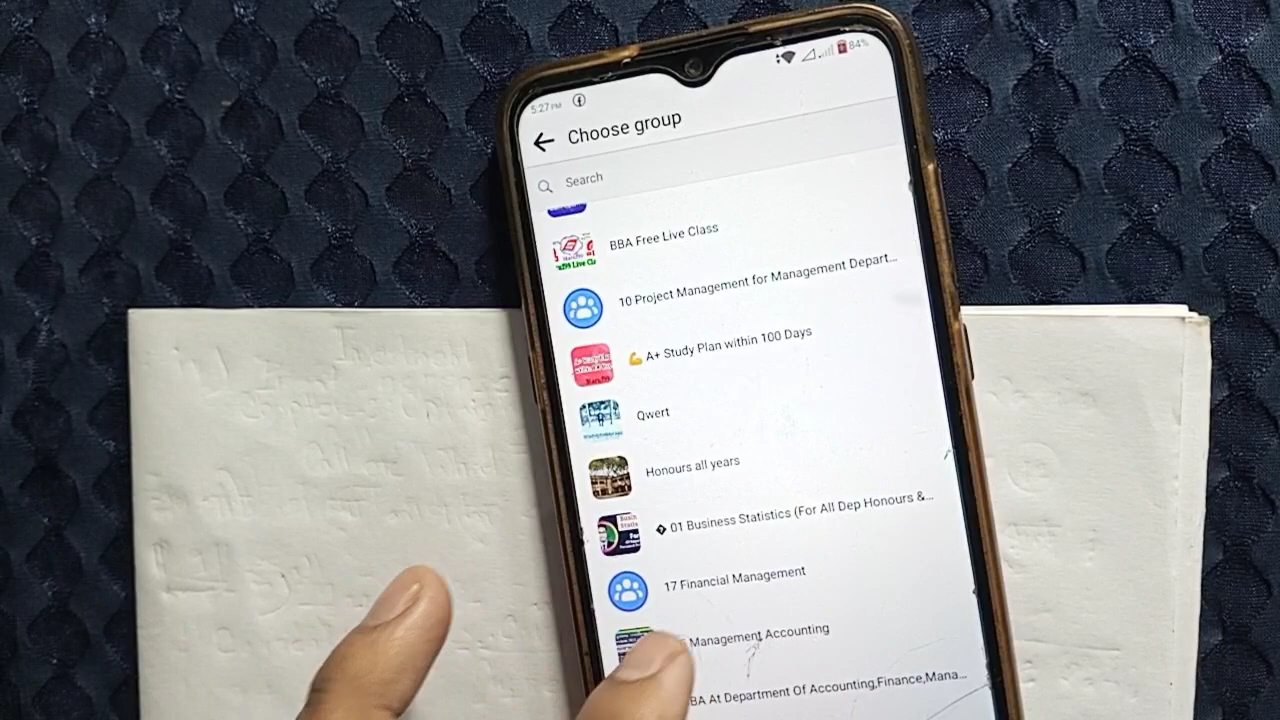 5:27 PM
84%
Choose group
Search
BBA Free Live Class
10 Project Management for Management Depart...
💪 A+ Study Plan within 100 Days
Qwert
Honours all years
� 01 Business Statistics (For All Dep Honours &...
17 Financial Management
Management Accounting
BA At Department Of Accounting,Finance,Mana...